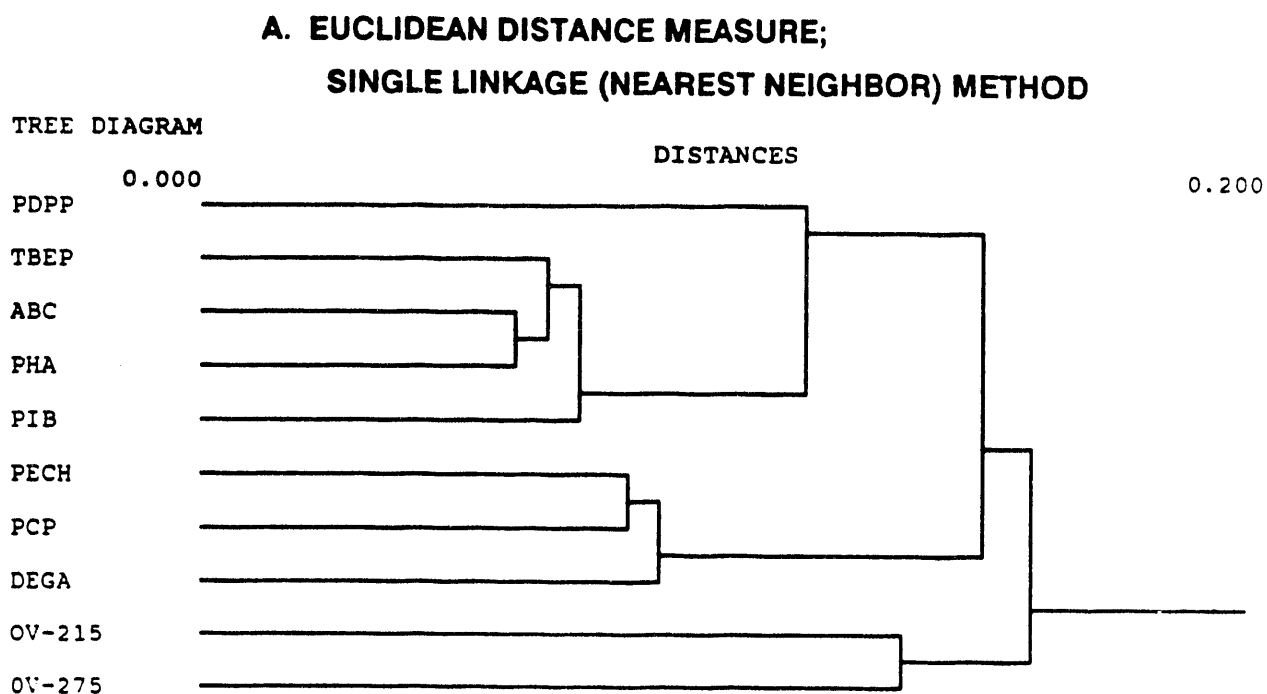 A. EUCLIDEAN DISTANCE MEASURE;
SINGLE LINKAGE (NEAREST NEIGHBOR) METHOD
TREE DIAGRAM
DISTANCES
0.000 0.200
PDPP
TBEP
ABC
PHA
PIB
PECH
PCP
DEGA
OV-215
OV-275